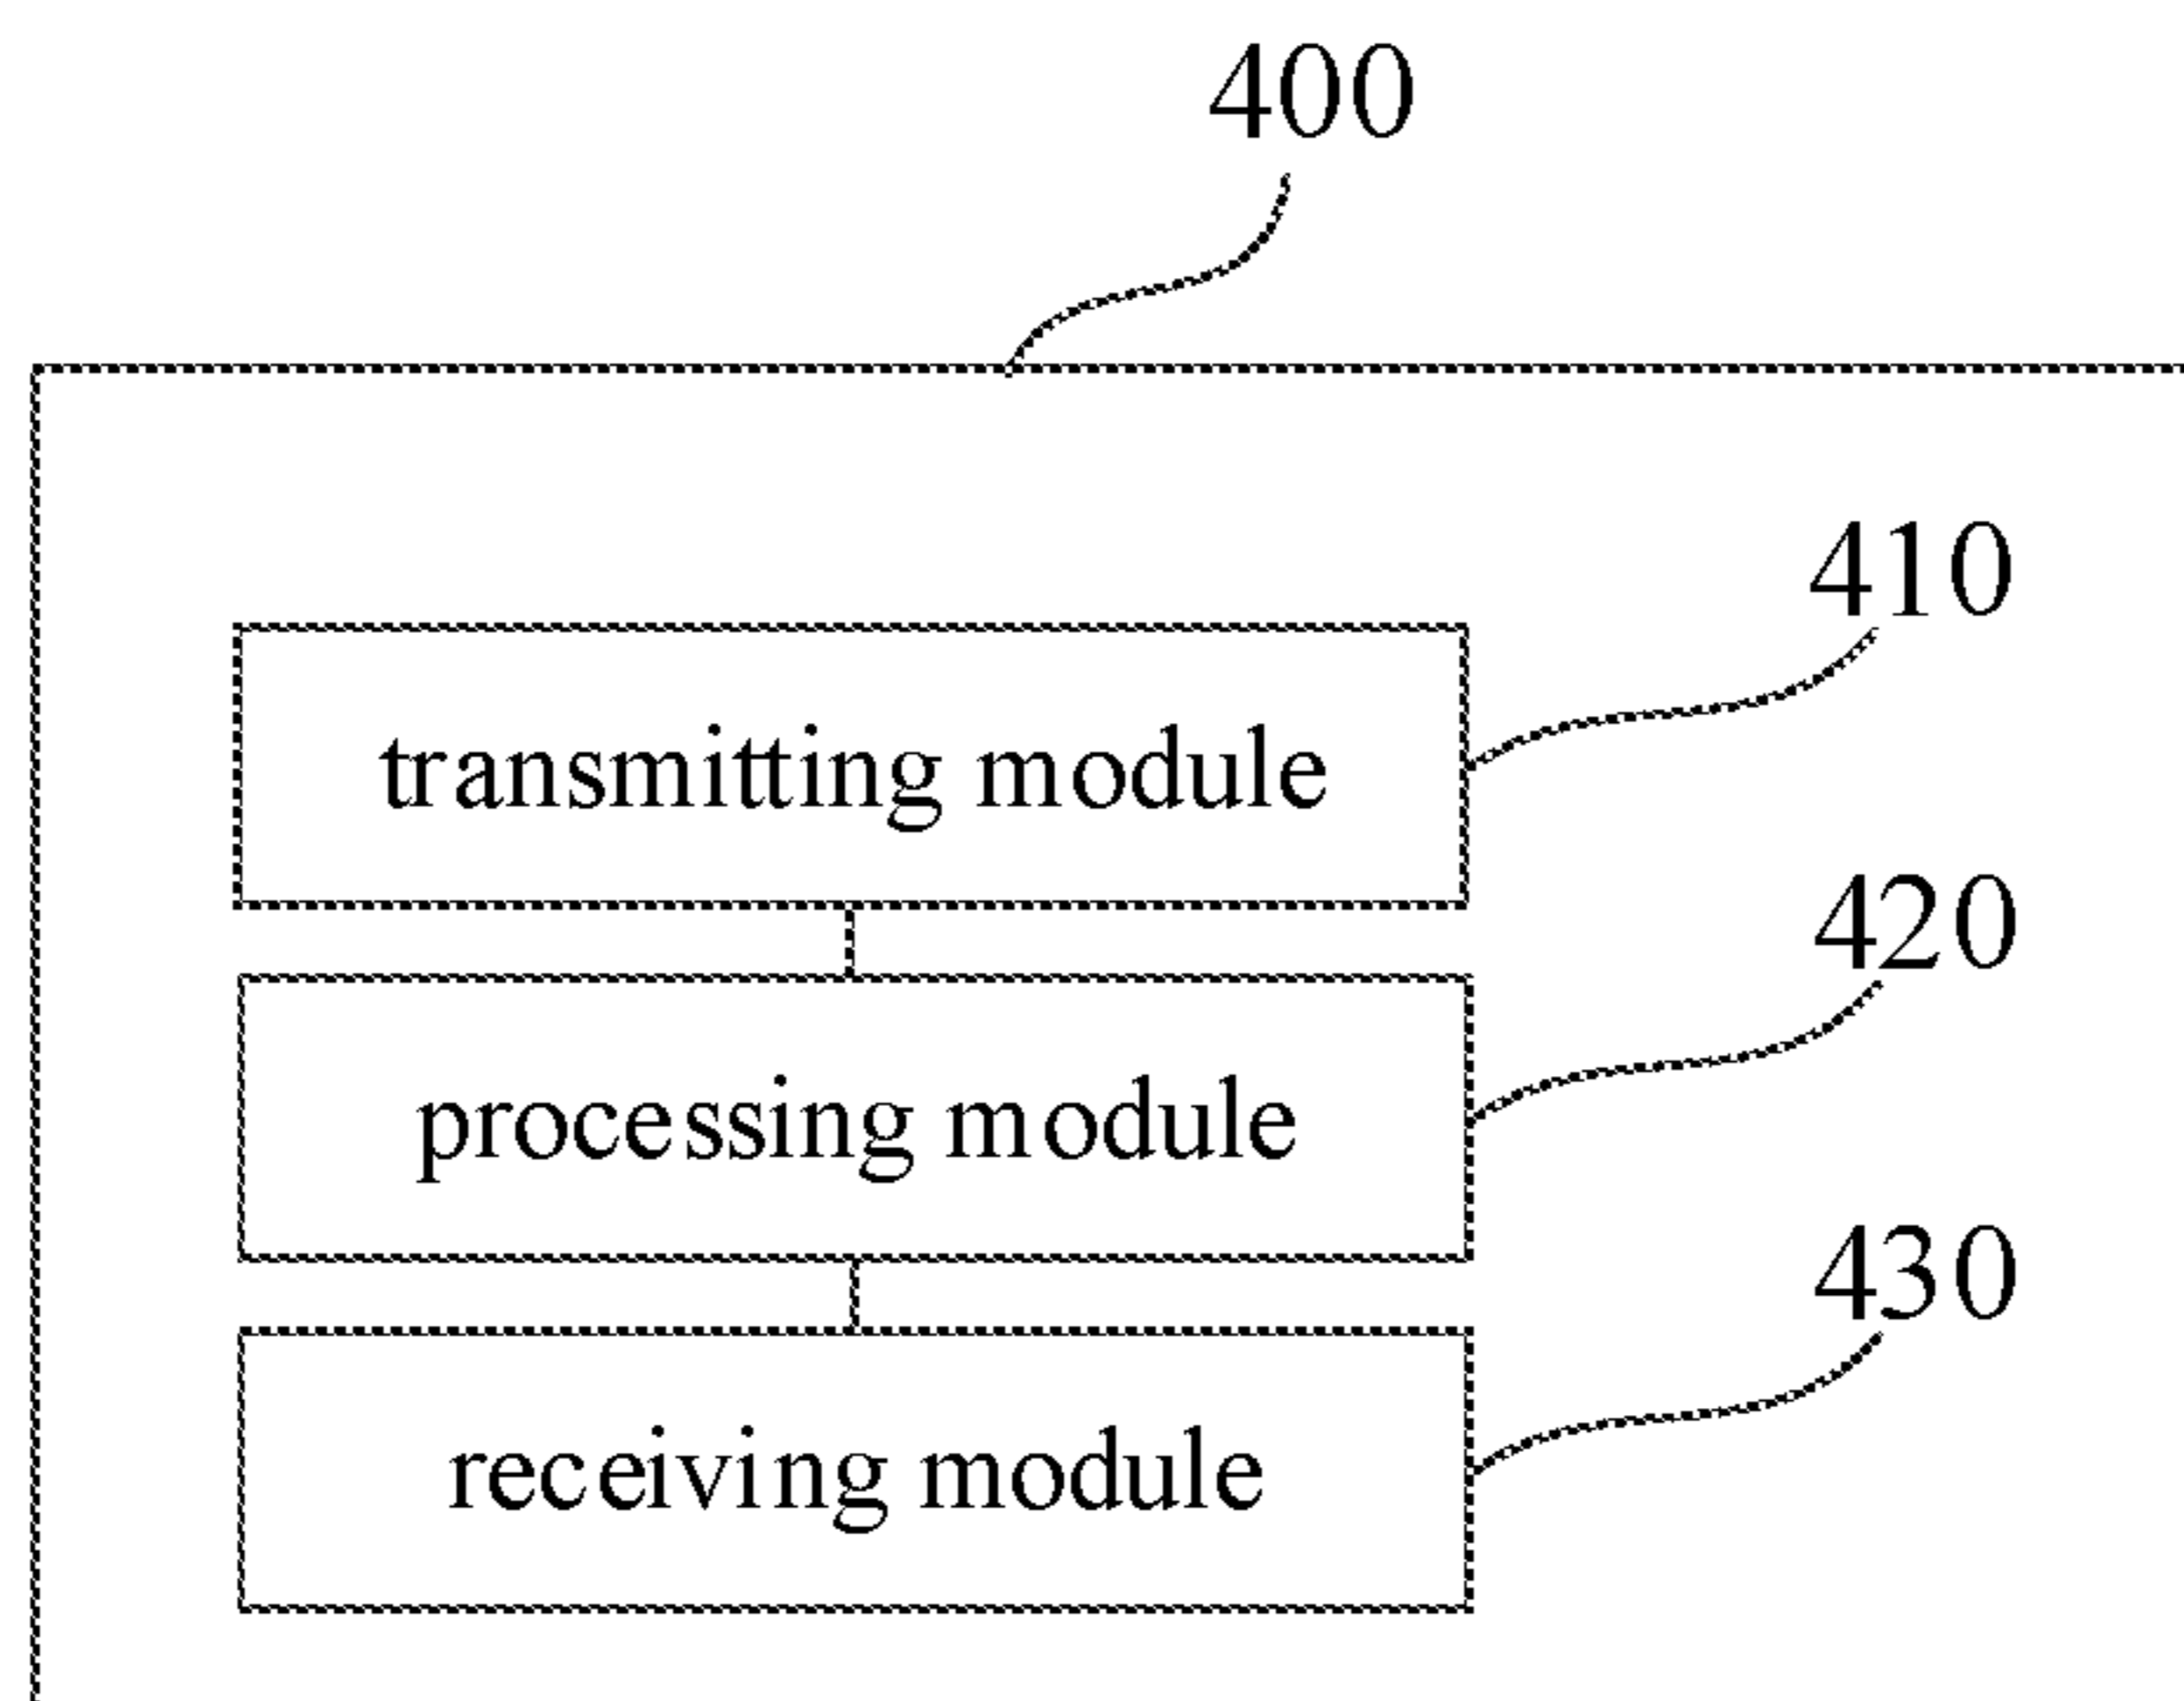 400
410
transmitting module
420
processing module
430
receiving module